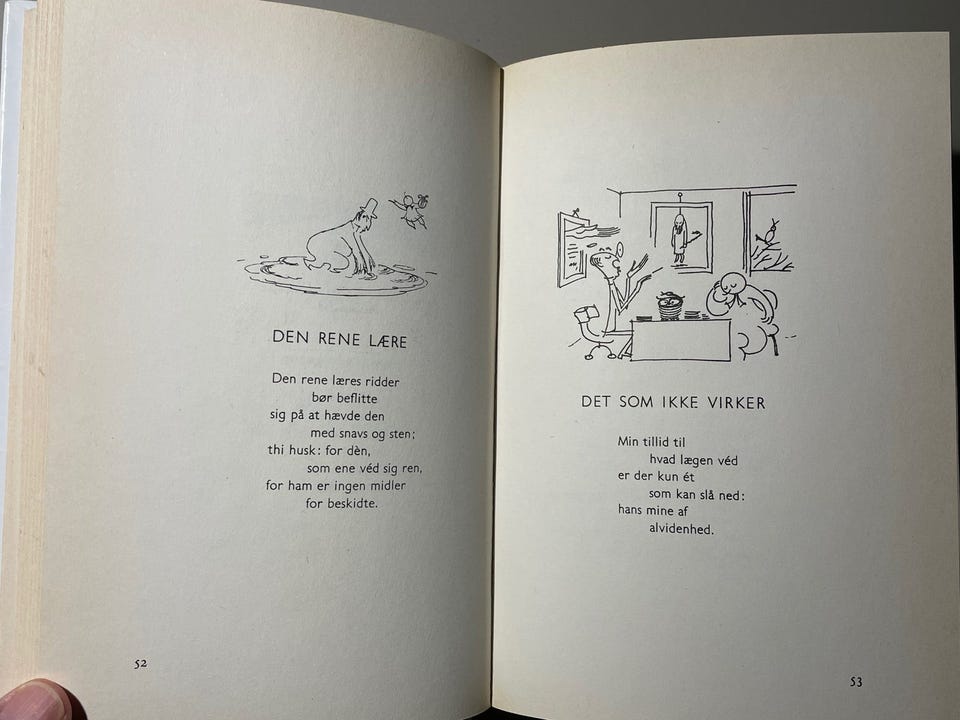 DEN RENE LÆRE
Den rene læres ridder
bør beflitte
sig på at hævde den
med snavs og sten;
thi husk: for dèn,
som ene véd sig ren,
for ham er ingen midler
for beskidte.
52
DET SOM IKKE VIRKER
Min tillid til
hvad lægen véd
er der kun ét
som kan slå ned:
hans mine af
alvidenhed.
53